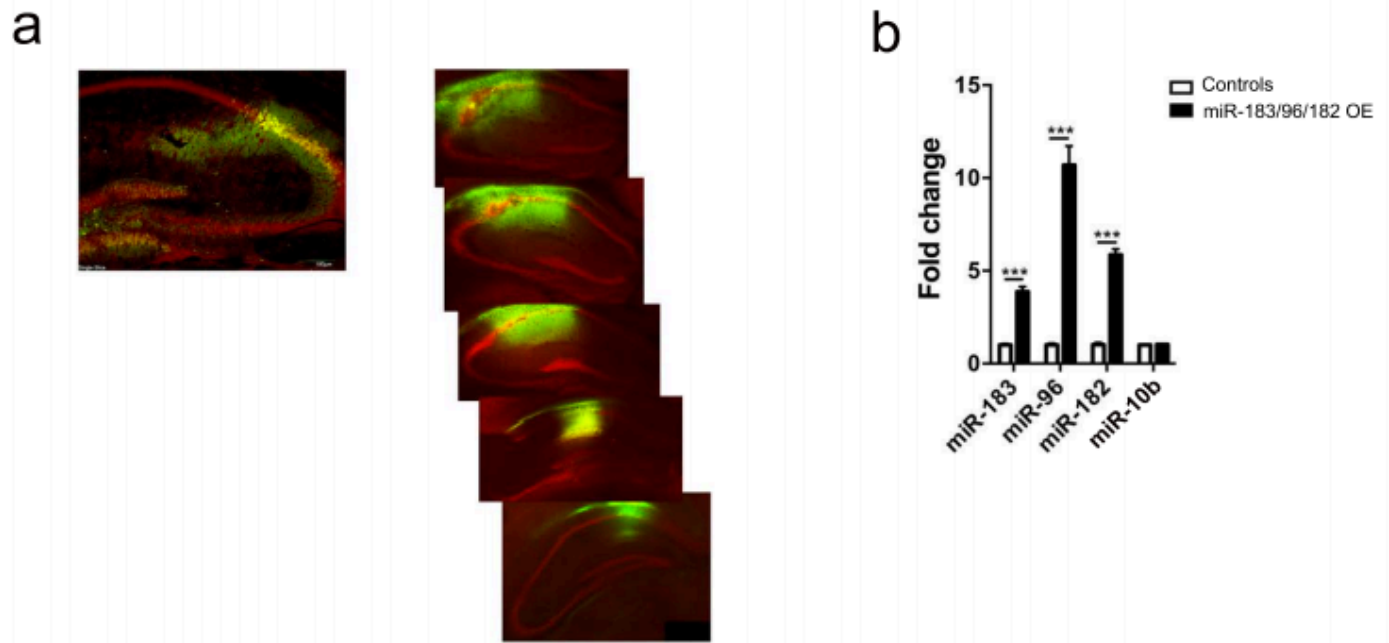 a
b
15
10
5
0
Fold change
***
***
***
Controls
miR-183/96/182 OE
miR-183
miR-96
miR-182
miR-10b